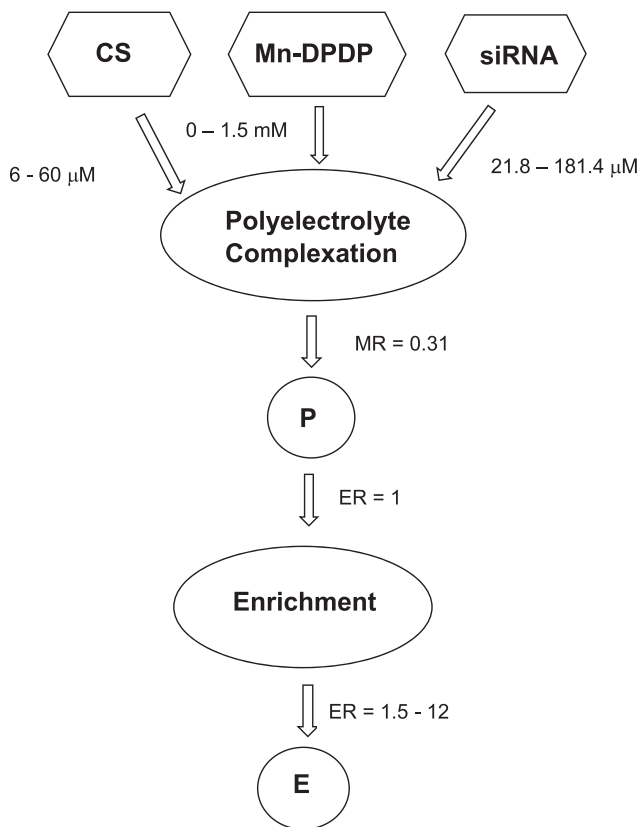 CS
Mn-DPDP
siRNA
0 – 1.5 mM
6 - 60 μM
21.8 – 181.4 μM
Polyelectrolyte
Complexation
MR = 0.31
P
ER = 1
Enrichment
ER = 1.5 - 12
E